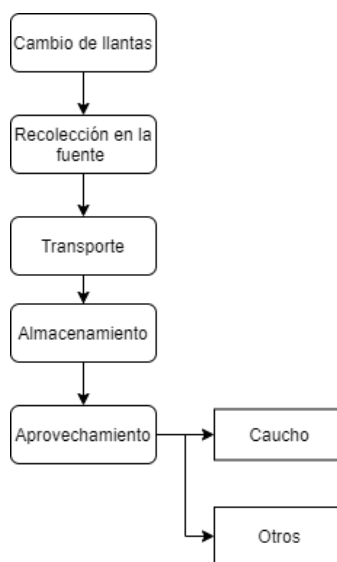 Cambio de llantas
Recolección en la
fuente
Transporte
Almacenamiento
Aprovechamiento
Caucho
Otros